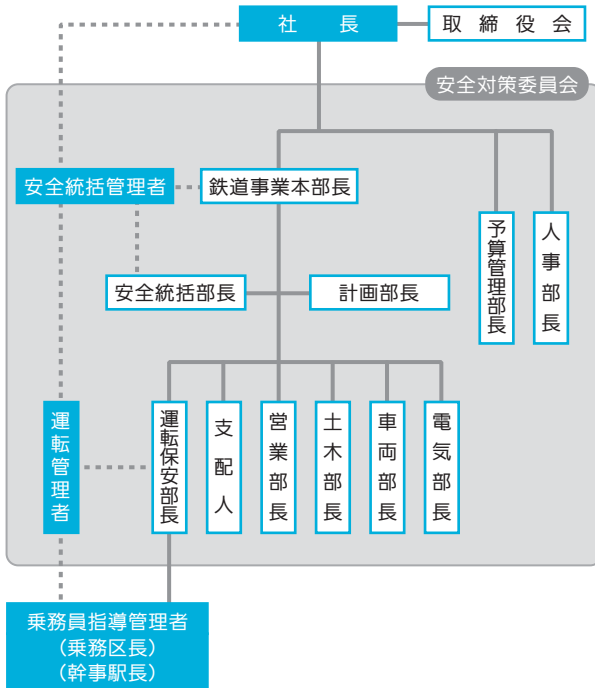 社長
取締役会
安全対策委員会
安全統括管理者
鉄道事業本部長
予算管理部長
人事部長
安全統括部長
計画部長
運転管理者
運転保安部長
支配人
営業部長
土木部長
車両部長
電気部長
乗務員指導管理者
（乗務区長）
（幹事駅長）